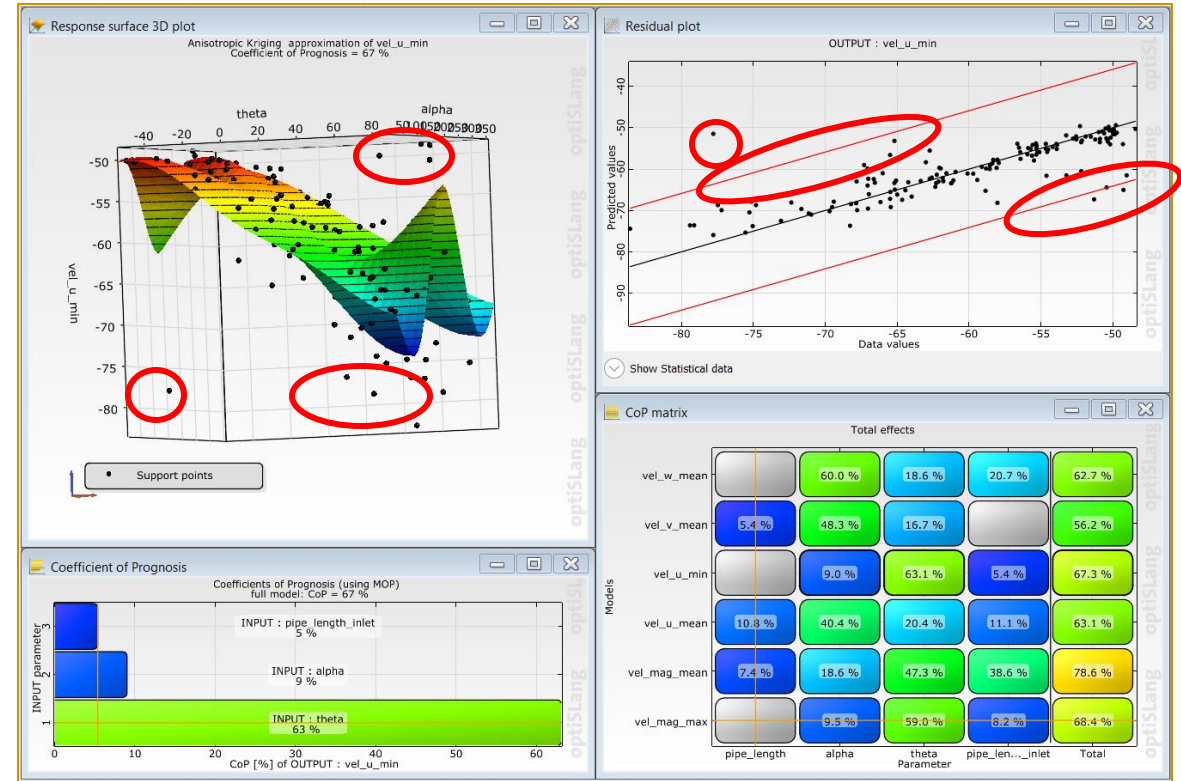 Response surface 3D plot
Anisotropic Kriging approximation of vel_u_min
Coefficient of Prognosis = 67 %
theta
alpha
-40 -20 0 20 40 60 80
-50
-55
-60
-65
-70
-75
-80
vel_u_min
Support points
optiSLang
optiSLang
optiSLang
optiSLang
Residual plot
OUTPUT : vel_u_min
Predicted values
-40
-50
-60
-70
-80
-90
-80 -75 -70 -65 -60 -55 -50
Data values
optiSLang
optiSLang
Show Statistical data
Coefficient of Prognosis
Coefficients of Prognosis (using MOP)
full model: CoP = 67 %
INPUT parameter
3
INPUT : pipe_length_inlet
5 %
2
INPUT : alpha
9 %
1
INPUT : theta
63 %
0 10 20 30 40 50 60
CoP [%] of OUTPUT : vel_u_min
optiSLang
CoP matrix
Total effects
Models
vel_w_mean 60.0 % 18.6 % 20.7 % 62.7 %
vel_v_mean 5.4 % 48.3 % 16.7 % 56.2 %
vel_u_min 9.0 % 63.1 % 5.4 % 67.3 %
vel_u_mean 10.8 % 40.4 % 20.4 % 11.1 % 63.1 %
vel_mag_mean 7.4 % 18.6 % 47.3 % 38.6 % 78.6 %
vel_mag_max 9.5 % 59.0 % 68.4 %
pipe_length alpha theta pipe_len..._inlet Total
Parameter
optiSLang
optiSLang